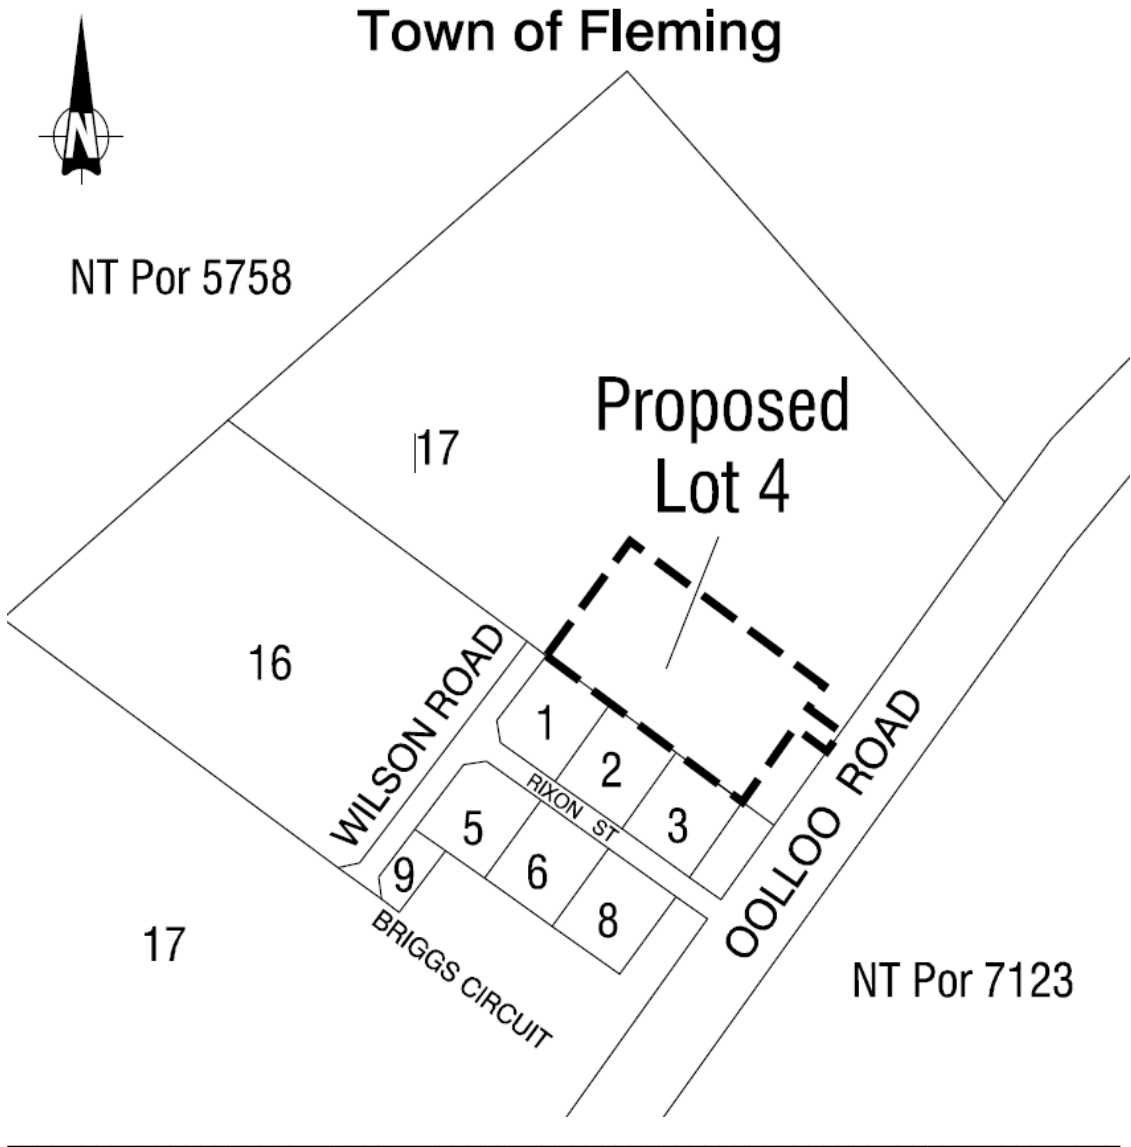 Town of Fleming
N
NT Por 5758
Proposed
Lot 4
17
16
WILSON ROAD
1
2
3
RIXON ST
5
6
8
9
OOLLOO ROAD
17
BRIGGS CIRCUIT
NT Por 7123